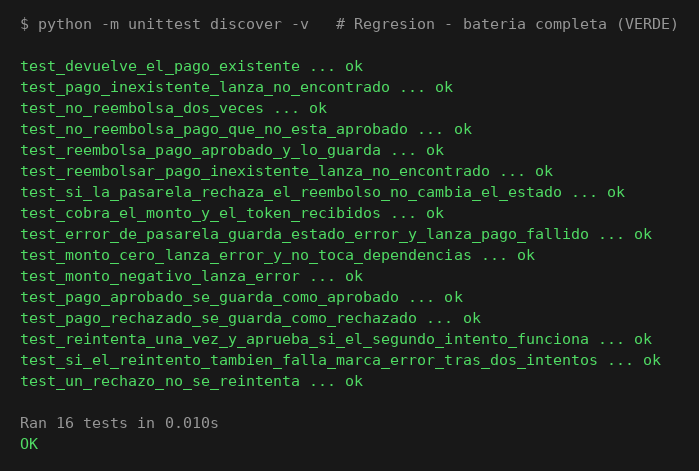 $ python -m unittest discover -v   # Regresion - bateria completa (VERDE)
test_devuelve_el_pago_existente ... ok
test_pago_inexistente_lanza_no_encontrado ... ok
test_no_reembolsa_dos_veces ... ok
test_no_reembolsa_pago_que_no_esta_aprobado ... ok
test_reembolsa_pago_aprobado_y_lo_guarda ... ok
test_reembolsar_pago_inexistente_lanza_no_encontrado ... ok
test_si_la_pasarela_rechaza_el_reembolso_no_cambia_el_estado ... ok
test_cobra_el_monto_y_el_token_recibidos ... ok
test_error_de_pasarela_guarda_estado_error_y_lanza_pago_fallido ... ok
test_monto_cero_lanza_error_y_no_toca_dependencias ... ok
test_monto_negativo_lanza_error ... ok
test_pago_aprobado_se_guarda_como_aprobado ... ok
test_pago_rechazado_se_guarda_como_rechazado ... ok
test_reintenta_una_vez_y_aprueba_si_el_segundo_intento_funciona ... ok
test_si_el_reintento_tambien_falla_marca_error_tras_dos_intentos ... ok
test_un_rechazo_no_se_reintenta ... ok
Ran 16 tests in 0.010s
OK